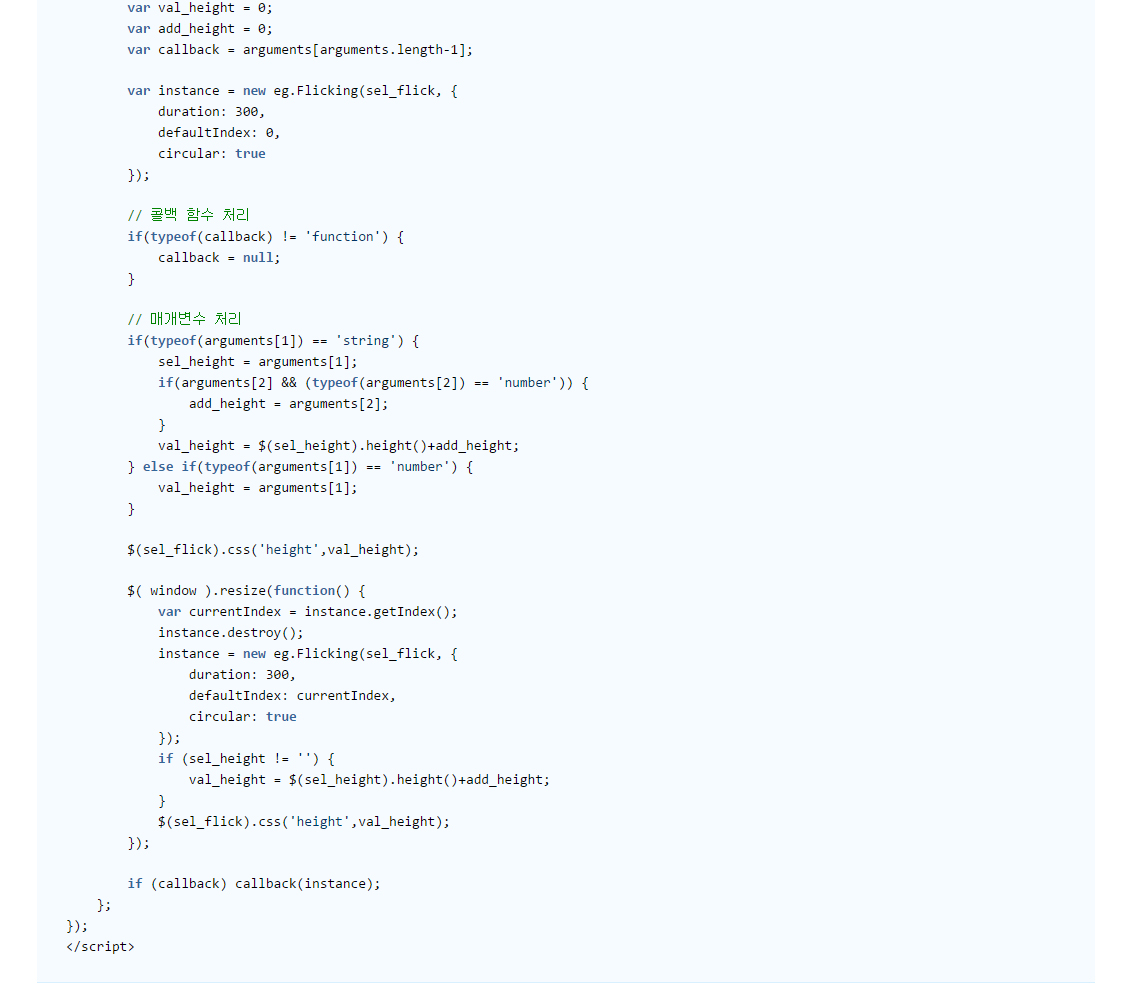 var val_height = 0;
var add_height = 0;
var callback = arguments[arguments.length-1];
var instance = new eg.Flicking(sel_flick, {
duration: 300,
defaultIndex: 0,
circular: true
});
// 콜백 함수 처리
if(typeof(callback) != 'function') {
callback = null;
}
// 매개변수 처리
if(typeof(arguments[1]) == 'string') {
sel_height = arguments[1];
if(arguments[2] && (typeof(arguments[2]) == 'number')) {
add_height = arguments[2];
}
val_height = $(sel_height).height()+add_height;
} else if(typeof(arguments[1]) == 'number') {
val_height = arguments[1];
}
$(sel_flick).css('height',val_height);
$( window ).resize(function() {
var currentIndex = instance.getIndex();
instance.destroy();
instance = new eg.Flicking(sel_flick, {
duration: 300,
defaultIndex: currentIndex,
circular: true
});
if (sel_height != '') {
val_height = $(sel_height).height()+add_height;
}
$(sel_flick).css('height',val_height);
});
if (callback) callback(instance);
};
});
&lt;/script&gt;